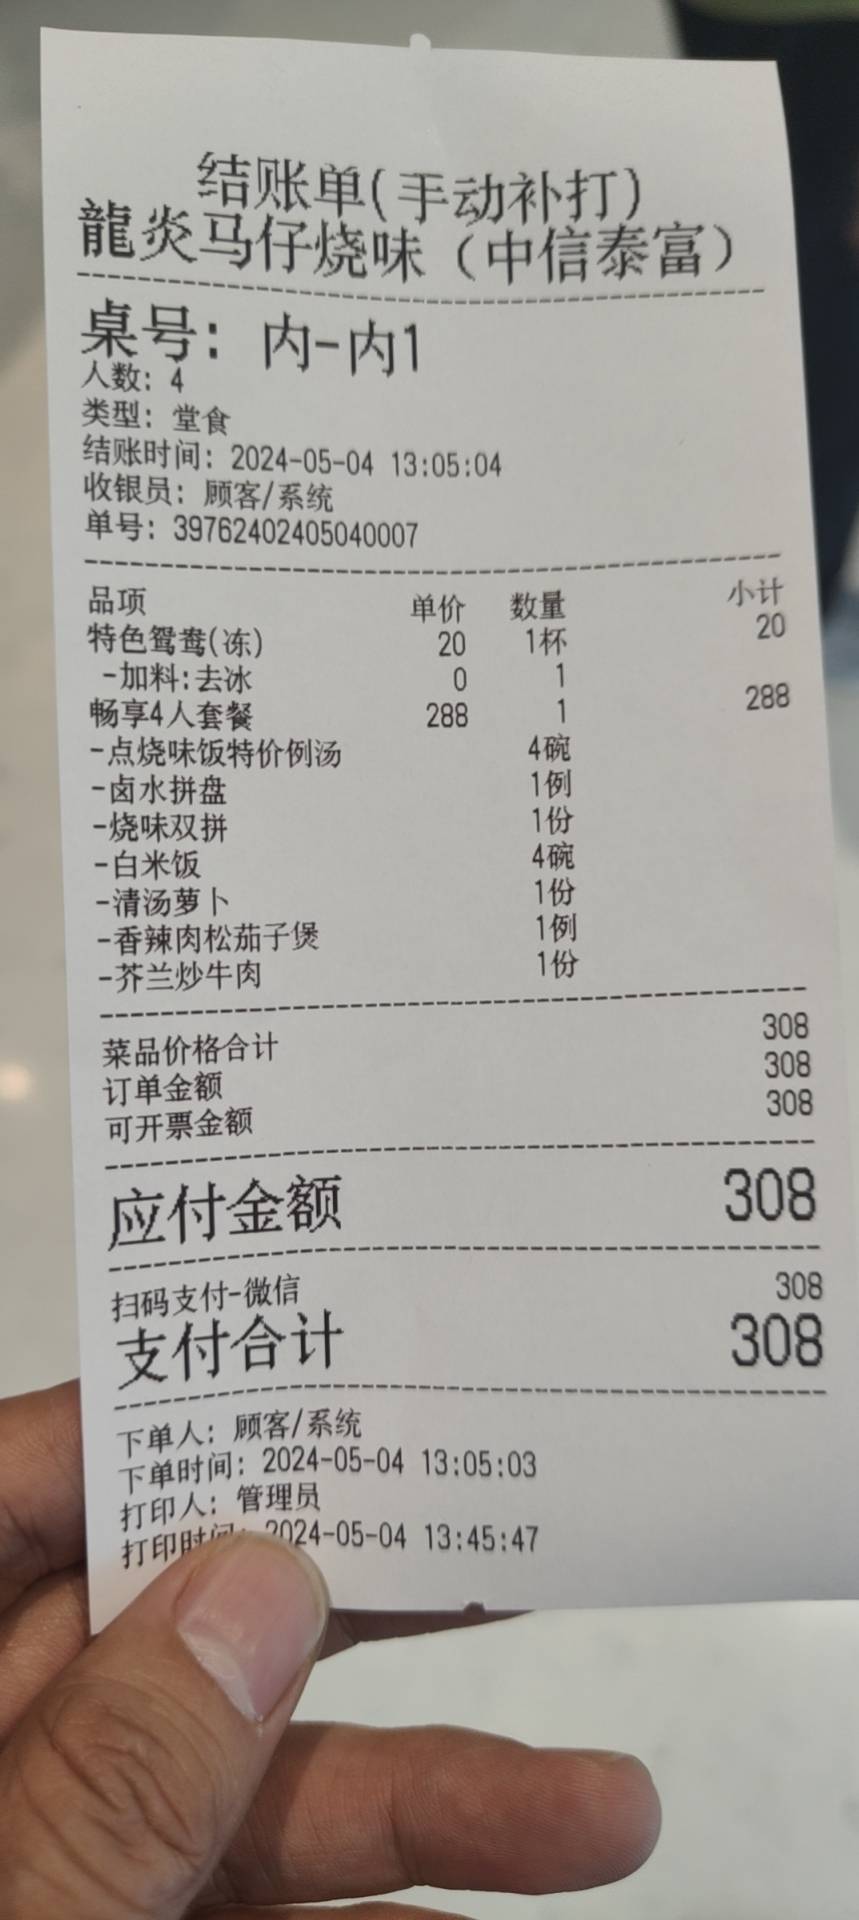 结账单(手动补打)
龍炎马仔烧味（中信泰富）
桌号: 内-内1
人数: 4
类型: 堂食
结账时间: 2024-05-04 13:05:04
收银员: 顾客/系统
单号: 39762402405040007
品项 单价 数量 小计
特色鸳鸯(冻) 20 1杯 20
-加料:去冰 0 1
畅享4人套餐 288 1 288
-点烧味饭特价例汤 4碗
-卤水拼盘 1例
-烧味双拼 1份
-白米饭 4碗
-清汤萝卜 1份
-香辣肉松茄子煲 1例
-芥兰炒牛肉 1份
菜品价格合计 308
订单金额 308
可开票金额 308
应付金额 308
扫码支付-微信 308
支付合计 308
下单人: 顾客/系统
下单时间: 2024-05-04 13:05:03
打印人: 管理员
打印时间: 2024-05-04 13:45:47